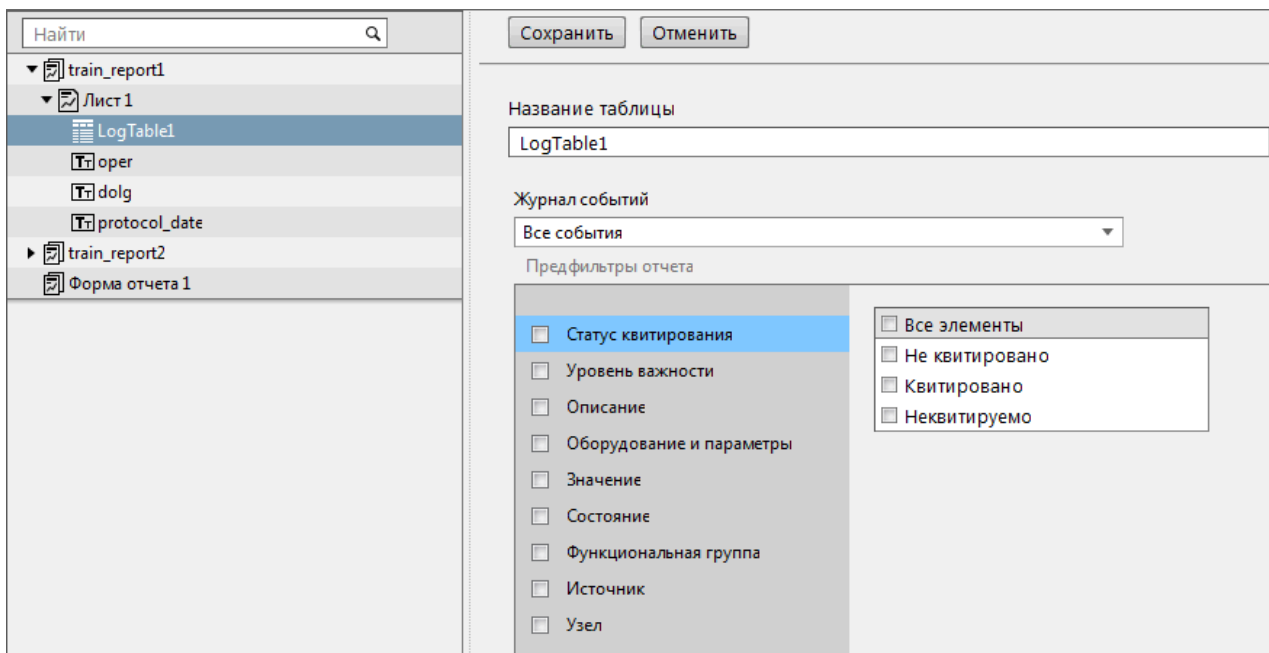 Найти
train_report1
Лист 1
LogTable1
oper
dolg
protocol_date
train_report2
Форма отчета 1
Сохранить Отменить
Название таблицы
LogTable1
Журнал событий
Все события
Предфильтры отчета
Статус квитирования
Уровень важности
Описание
Оборудование и параметры
Значение
Состояние
Функциональная группа
Источник
Узел
Все элементы
Не квитировано
Квитировано
Неквитируемо